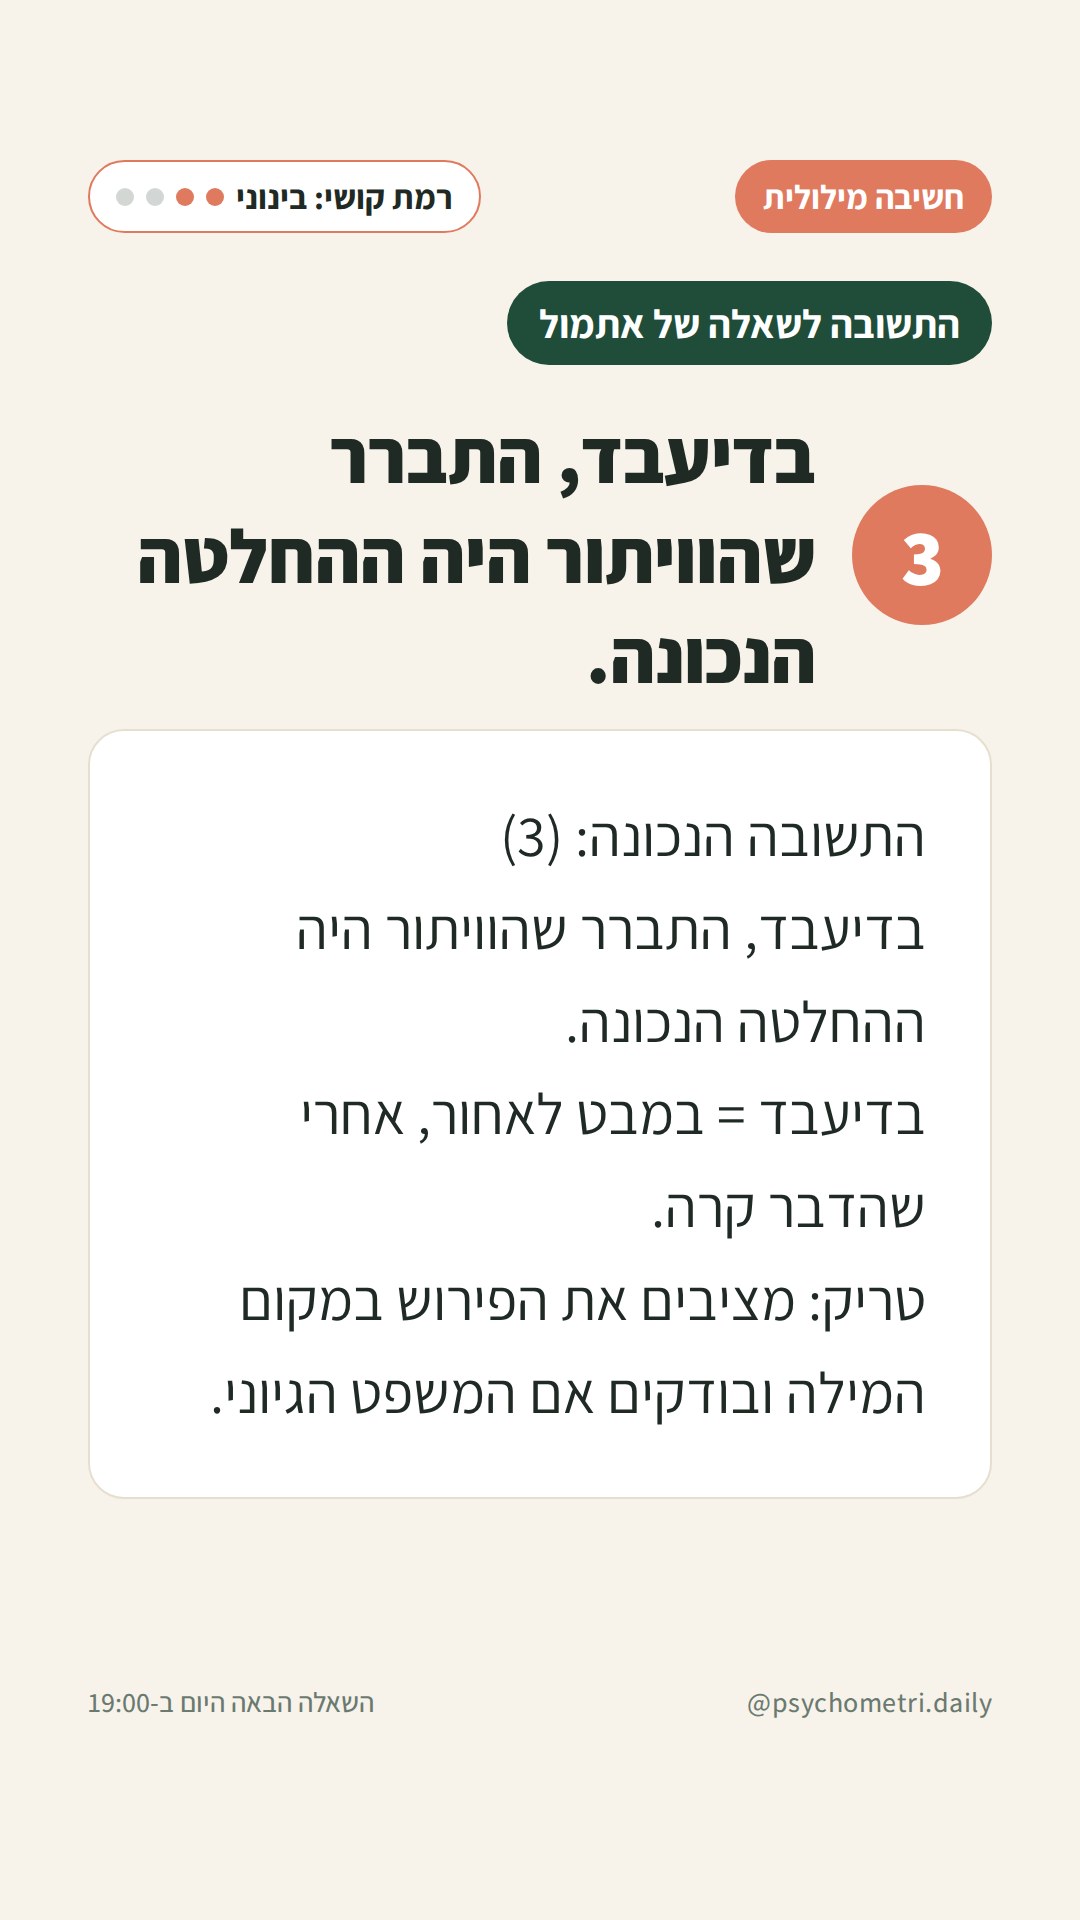 חשיבה מילולית
רמת קושי: בינוני
התשובה לשאלה של אתמול
3
בדיעבד, התברר
שהוויתור היה ההחלטה
הנכונה.
התשובה הנכונה: (3)
בדיעבד, התברר שהוויתור היה
ההחלטה הנכונה.
בדיעבד = במבט לאחור, אחרי
שהדבר קרה.
טריק: מציבים את הפירוש במקום
המילה ובודקים אם המשפט הגיוני.
@psychometri.daily
השאלה הבאה היום ב-19:00